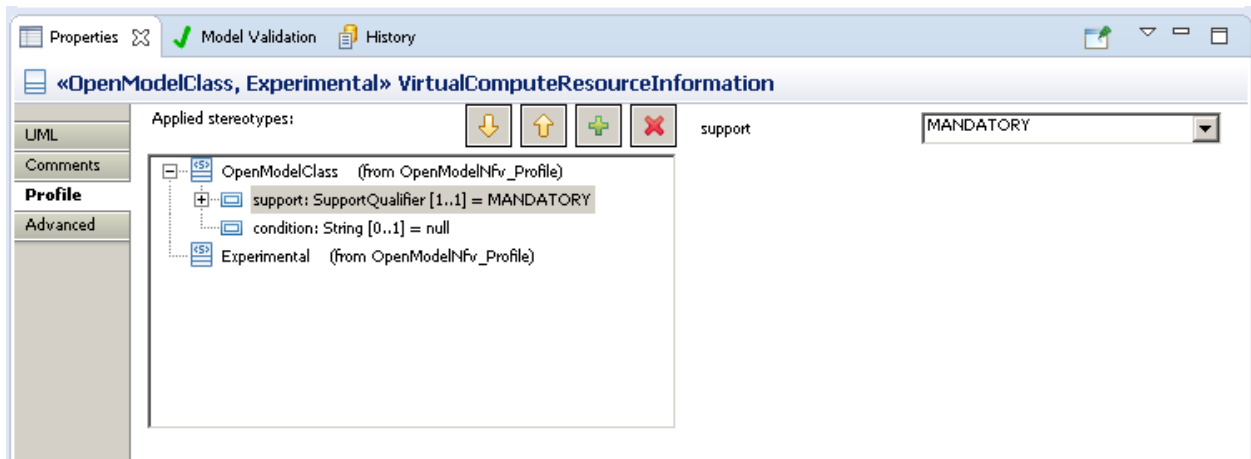 Properties Model Validation History
«OpenModelClass, Experimental» VirtualComputeResourceInformation
UML
Comments
Profile
Advanced
Applied stereotypes:
<S> OpenModelClass (from OpenModelNfv_Profile)
support: SupportQualifier [1..1] = MANDATORY
condition: String [0..1] = null
<S> Experimental (from OpenModelNfv_Profile)
support MANDATORY